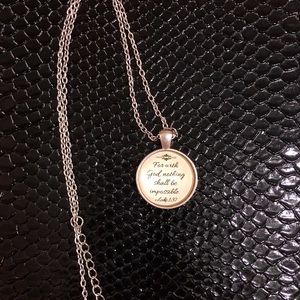 For with
God nothing
shall be
impossible.
Luke 1:37